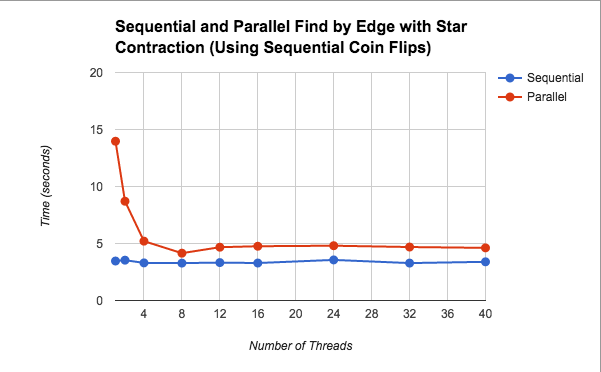 Sequential and Parallel Find by Edge with Star
Contraction (Using Sequential Coin Flips)
Sequential
Parallel
Time (seconds)
20
15
10
5
0
4 8 12 16 20 24 28 32 36 40
Number of Threads